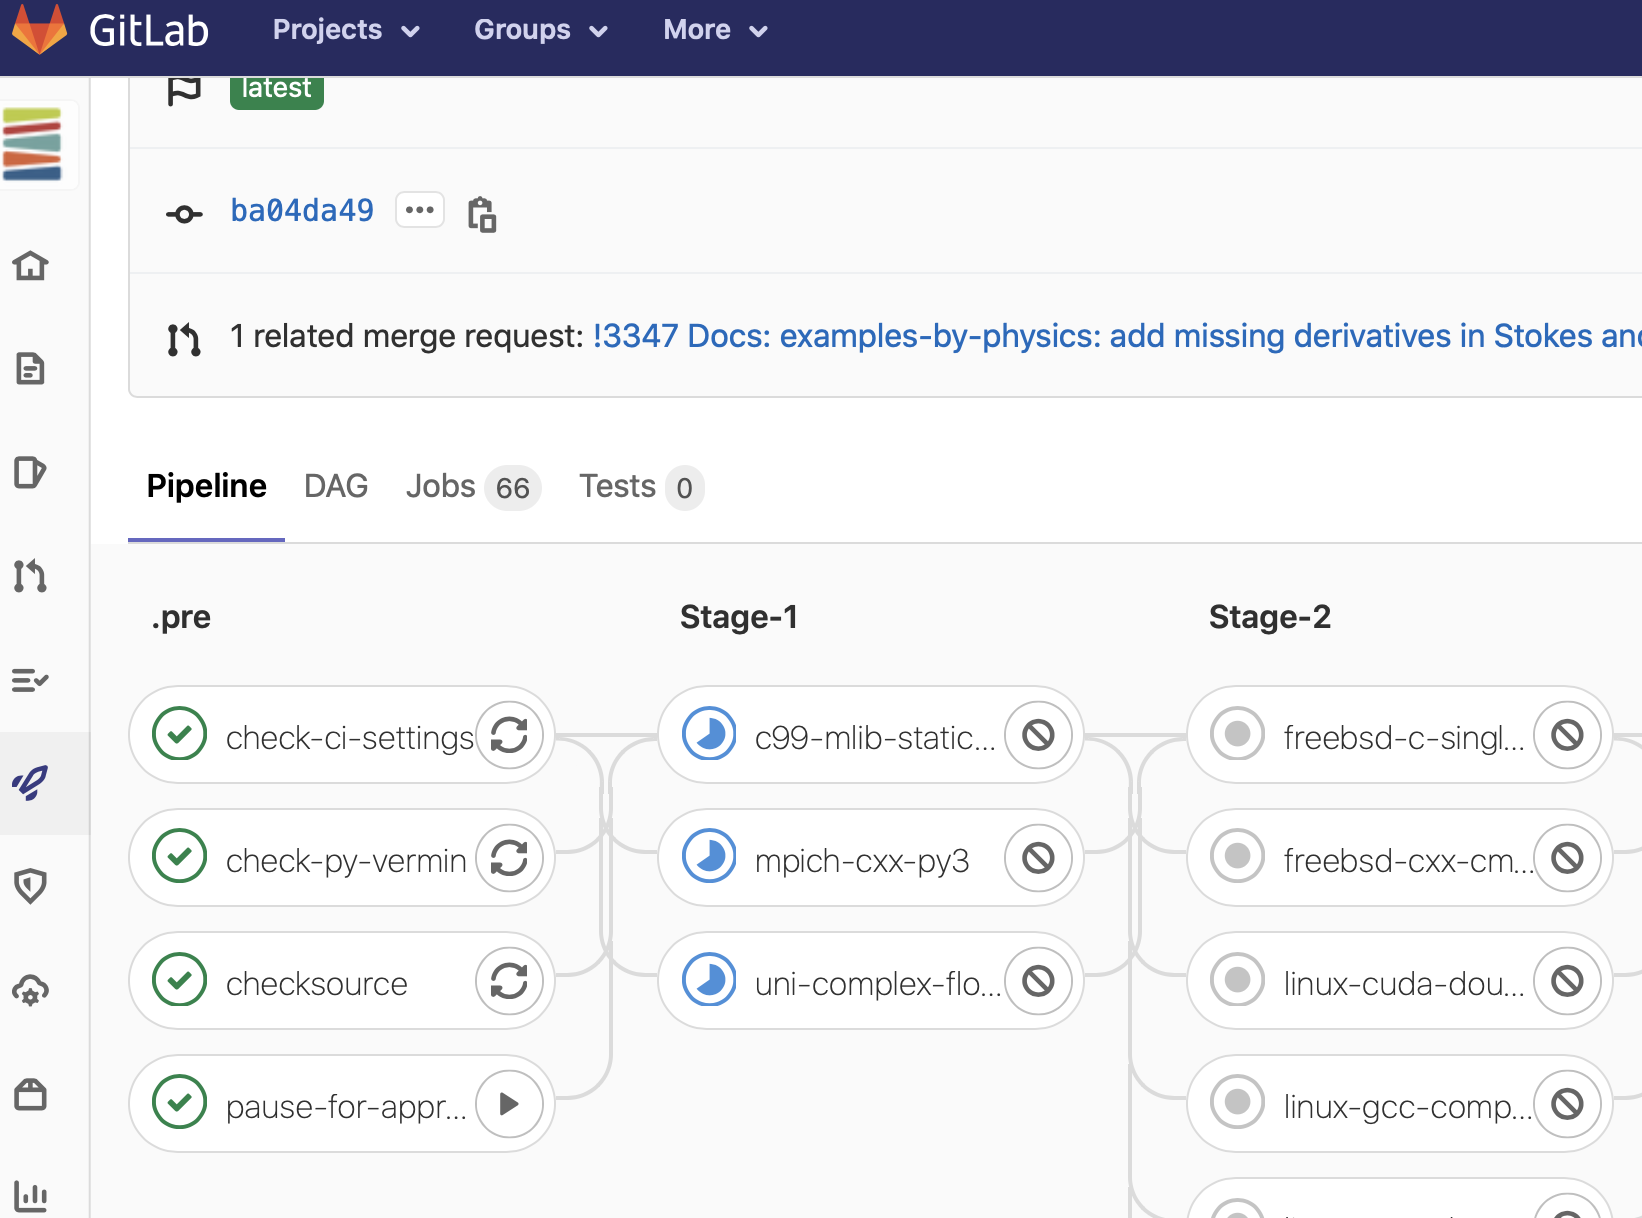 GitLab Projects Groups More
latest
ba04da49
1 related merge request: !3347 Docs: examples-by-physics: add missing derivatives in Stokes and
Pipeline DAG Jobs 66 Tests 0
.pre Stage-1 Stage-2
check-ci-settings c99-mlib-static... freebsd-c-singl...
check-py-vermin mpich-cxx-py3 freebsd-cxx-cm...
checksource uni-complex-flo... linux-cuda-dou...
pause-for-appr... linux-gcc-comp...